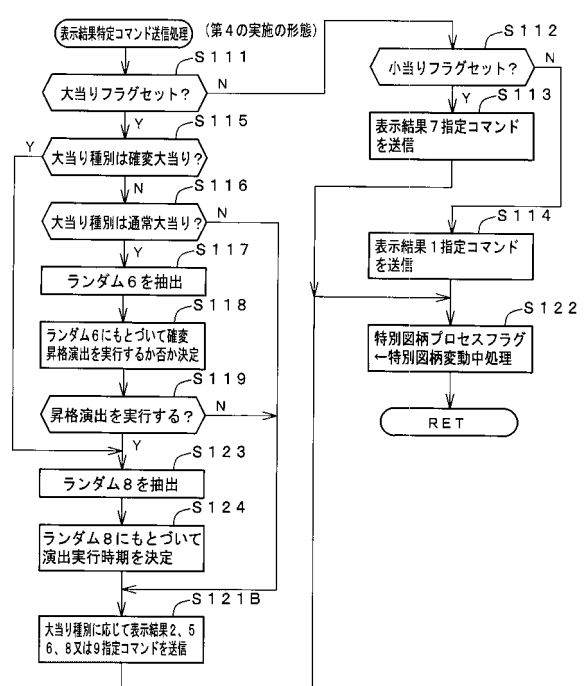 表示結果特定コマンド送信処理
(第4の実施の形態)
S111
大当りフラグセット?
N
Y
S115
Y
大当り種別は確変大当り?
N
S116
大当り種別は通常大当り?
N
Y
S117
ランダム6を抽出
S118
ランダム6にもとづいて確変
昇格演出を実行するか否か決定
S119
昇格演出を実行する?
N
Y
S123
ランダム8を抽出
S124
ランダム8にもとづいて
演出実行時期を決定
S121B
大当り種別に応じて表示結果2、5
6、8又は9指定コマンドを送信
S112
小当りフラグセット?
N
Y
S113
表示結果7指定コマンド
を送信
S114
表示結果1指定コマンド
を送信
S122
特別図柄プロセスフラグ
←特別図柄変動中処理
RET